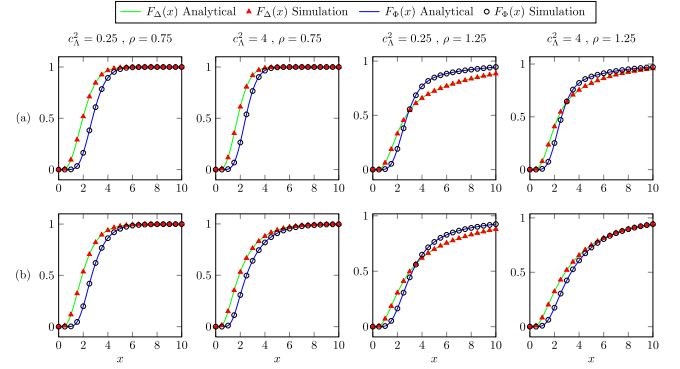 F_Δ(x) Analytical F_Δ(x) Simulation F_Φ(x) Analytical F_Φ(x) Simulation
c²_Λ = 0.25 , ρ = 0.75 c²_Λ = 4 , ρ = 0.75 c²_Λ = 0.25 , ρ = 1.25 c²_Λ = 4 , ρ = 1.25
1 1 1 1
(a) 0.5 0.5 0.5 0.5
0 0 0 0
0 2 4 6 8 10 0 2 4 6 8 10 0 2 4 6 8 10 0 2 4 6 8 10
1 1 1 1
(b) 0.5 0.5 0.5 0.5
0 0 0 0
0 2 4 6 8 10 0 2 4 6 8 10 0 2 4 6 8 10 0 2 4 6 8 10
x x x x